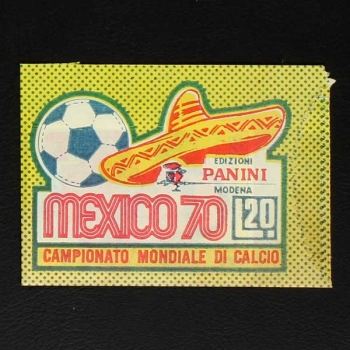 EDIZIONI
PANINI
MODENA
MEXICO 70 L.20
CAMPIONATO MONDIALE DI CALCIO